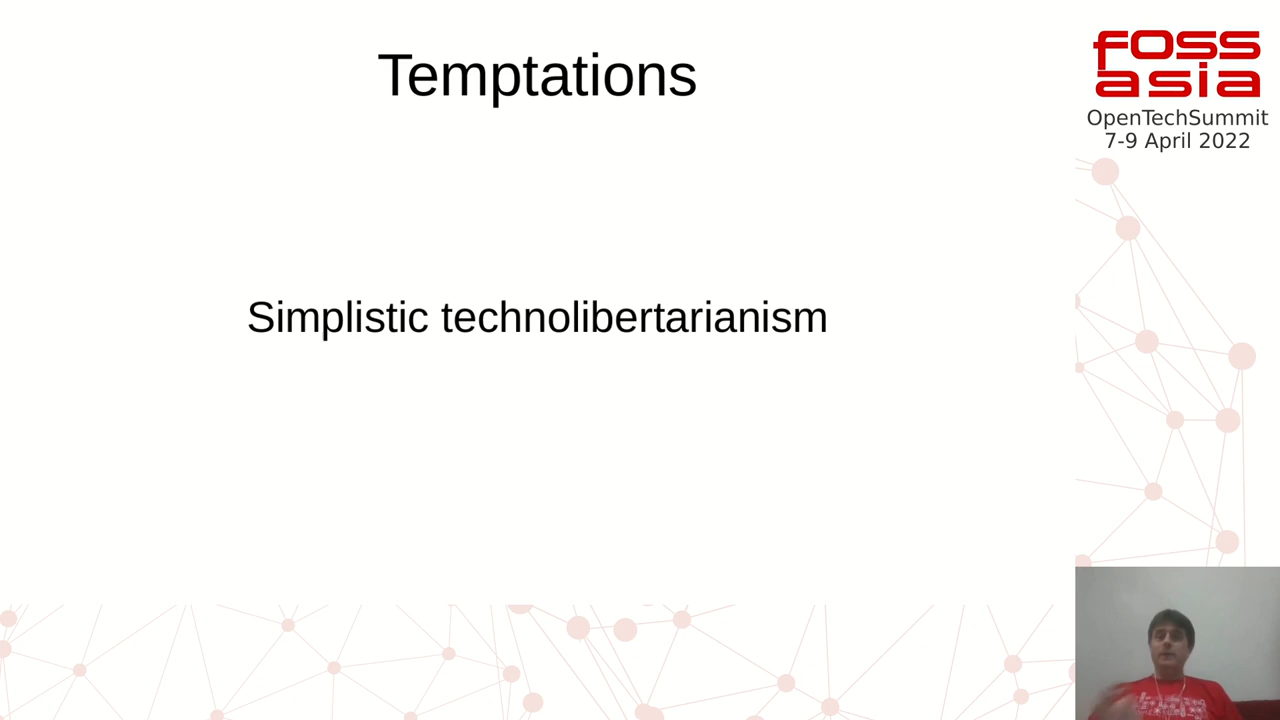 Temptations
Simplistic technolibertarianism
FOSS
asia
OpenTechSummit
7-9 April 2022